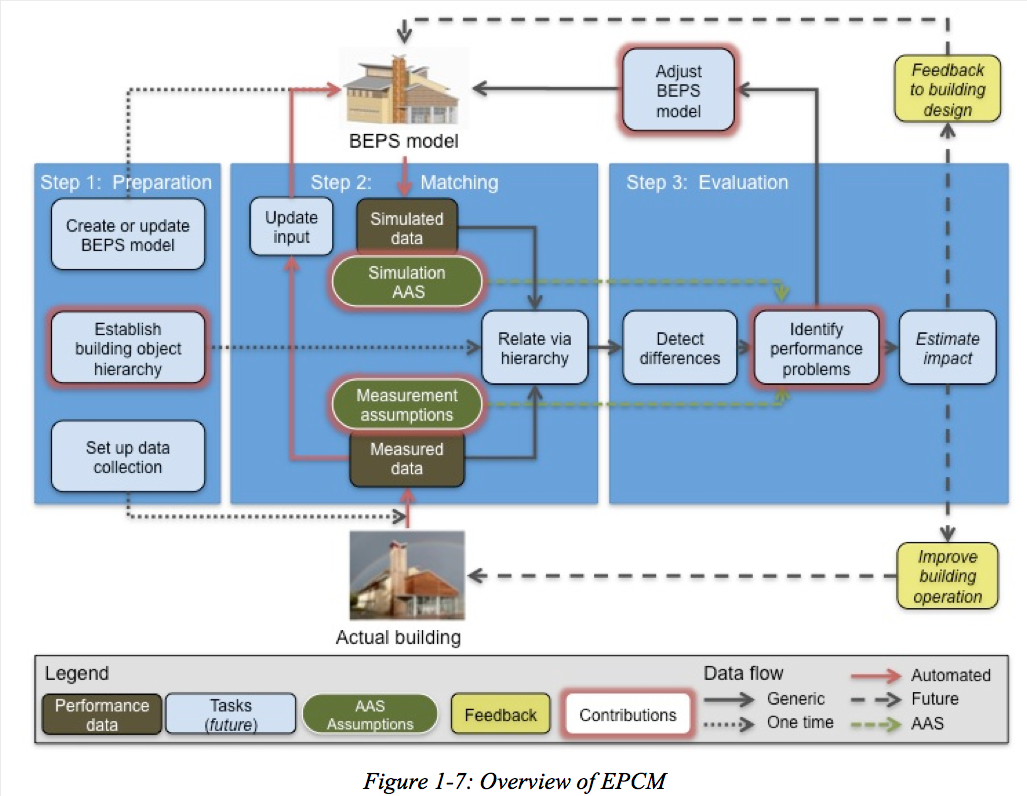 Feedback
to building
design
Adjust
BEPS
model
BEPS model
Step 1: Preparation
Step 2: Matching
Step 3: Evaluation
Create or update
BEPS model
Update
input
Simulated
data
Simulation
AAS
Establish
building object
hierarchy
Relate via
hierarchy
Detect
differences
Identify
performance
problems
Estimate
impact
Measurement
assumptions
Set up data
collection
Measured
data
Improve
building
operation
Actual building
Legend
Performance
data
Tasks
(future)
AAS
Assumptions
Feedback
Contributions
Data flow
Generic
One time
Automated
Future
AAS
Figure 1-7: Overview of EPCM